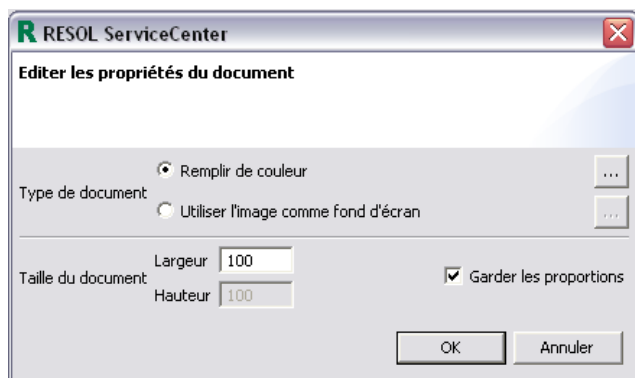 RESOL ServiceCenter
Editer les propriétés du document
Type de document
Remplir de couleur
...
Utiliser l'image comme fond d'écran
...
Taille du document
Largeur 100
Hauteur 100
Garder les proportions
OK
Annuler